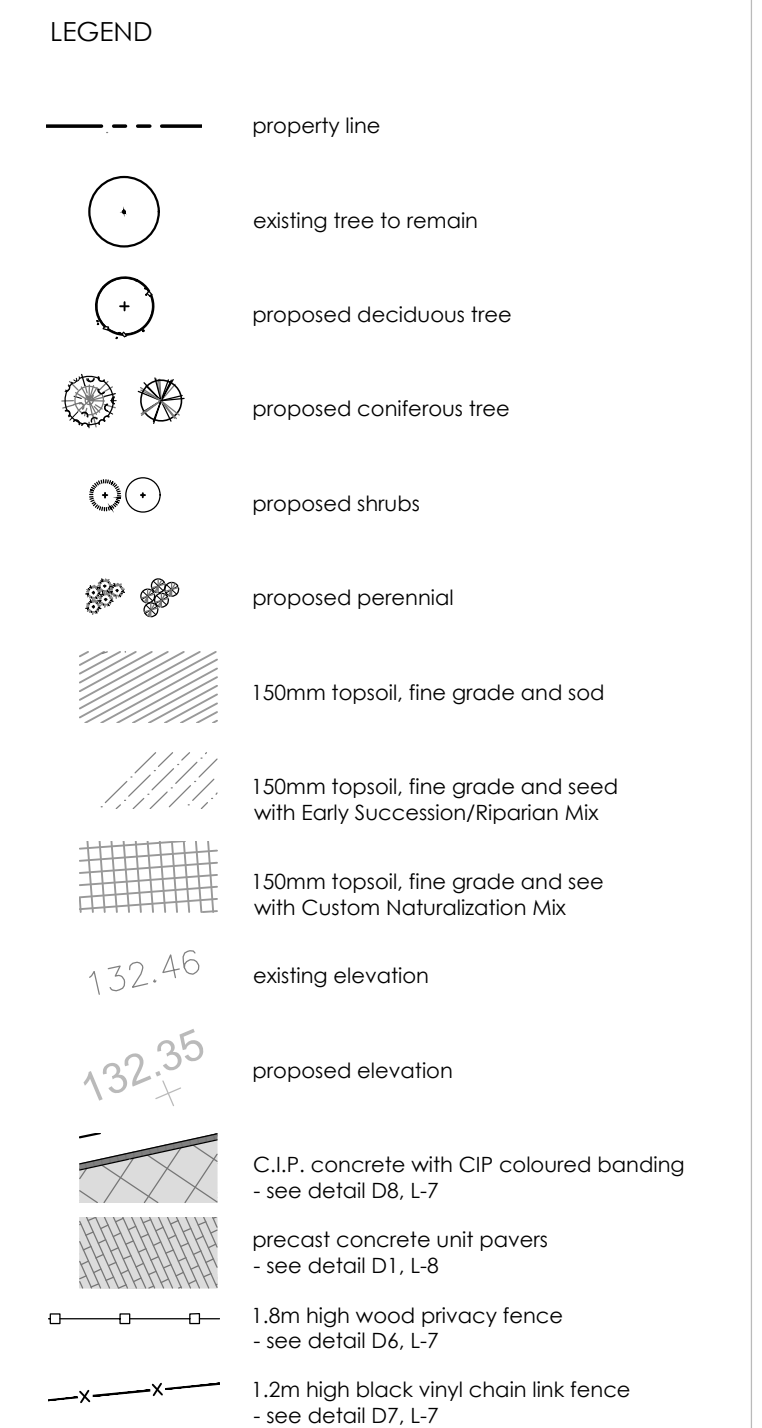 LEGEND
property line
existing tree to remain
proposed deciduous tree
proposed coniferous tree
proposed shrubs
proposed perennial
150mm topsoil, fine grade and sod
150mm topsoil, fine grade and seed
with Early Succession/Riparian Mix
150mm topsoil, fine grade and see
with Custom Naturalization Mix
132.46 existing elevation
132.35 proposed elevation
C.I.P. concrete with CIP coloured banding
- see detail D8, L-7
precast concrete unit pavers
- see detail D1, L-8
1.8m high wood privacy fence
- see detail D6, L-7
1.2m high black vinyl chain link fence
- see detail D7, L-7